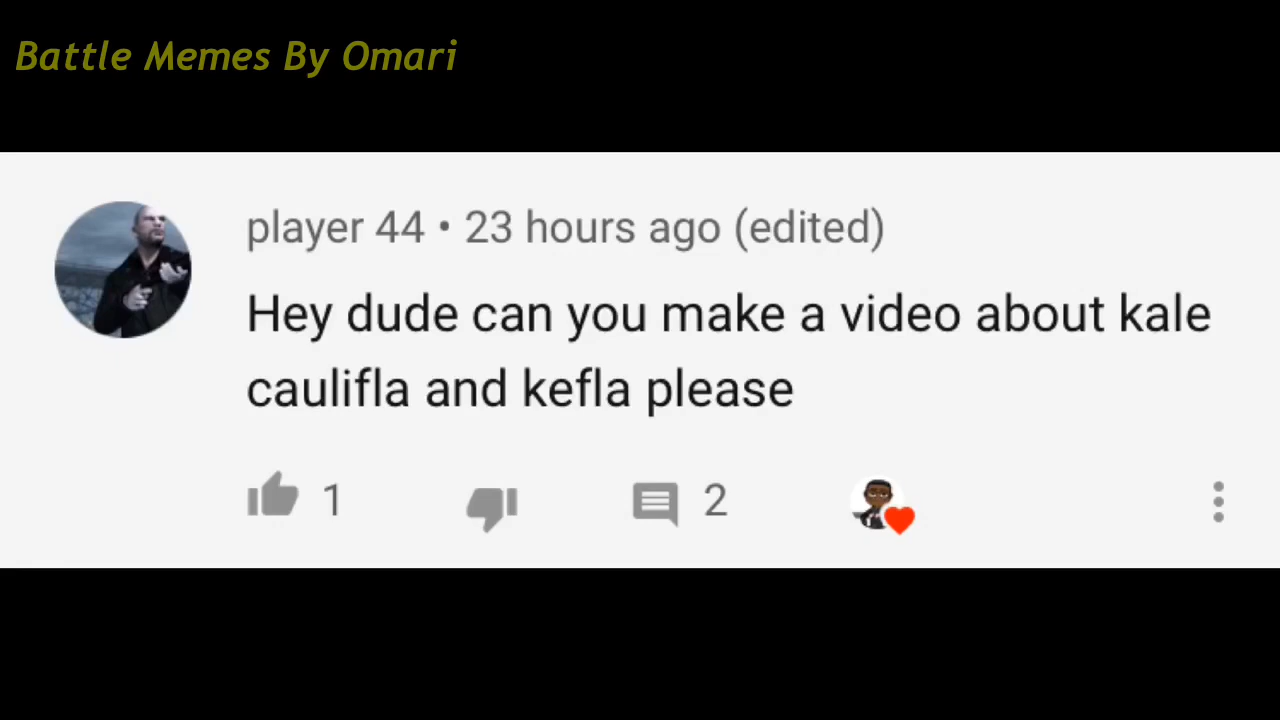 Battle Memes By Omari
player 44 • 23 hours ago (edited)
Hey dude can you make a video about kale
caulifla and kefla please
1 2